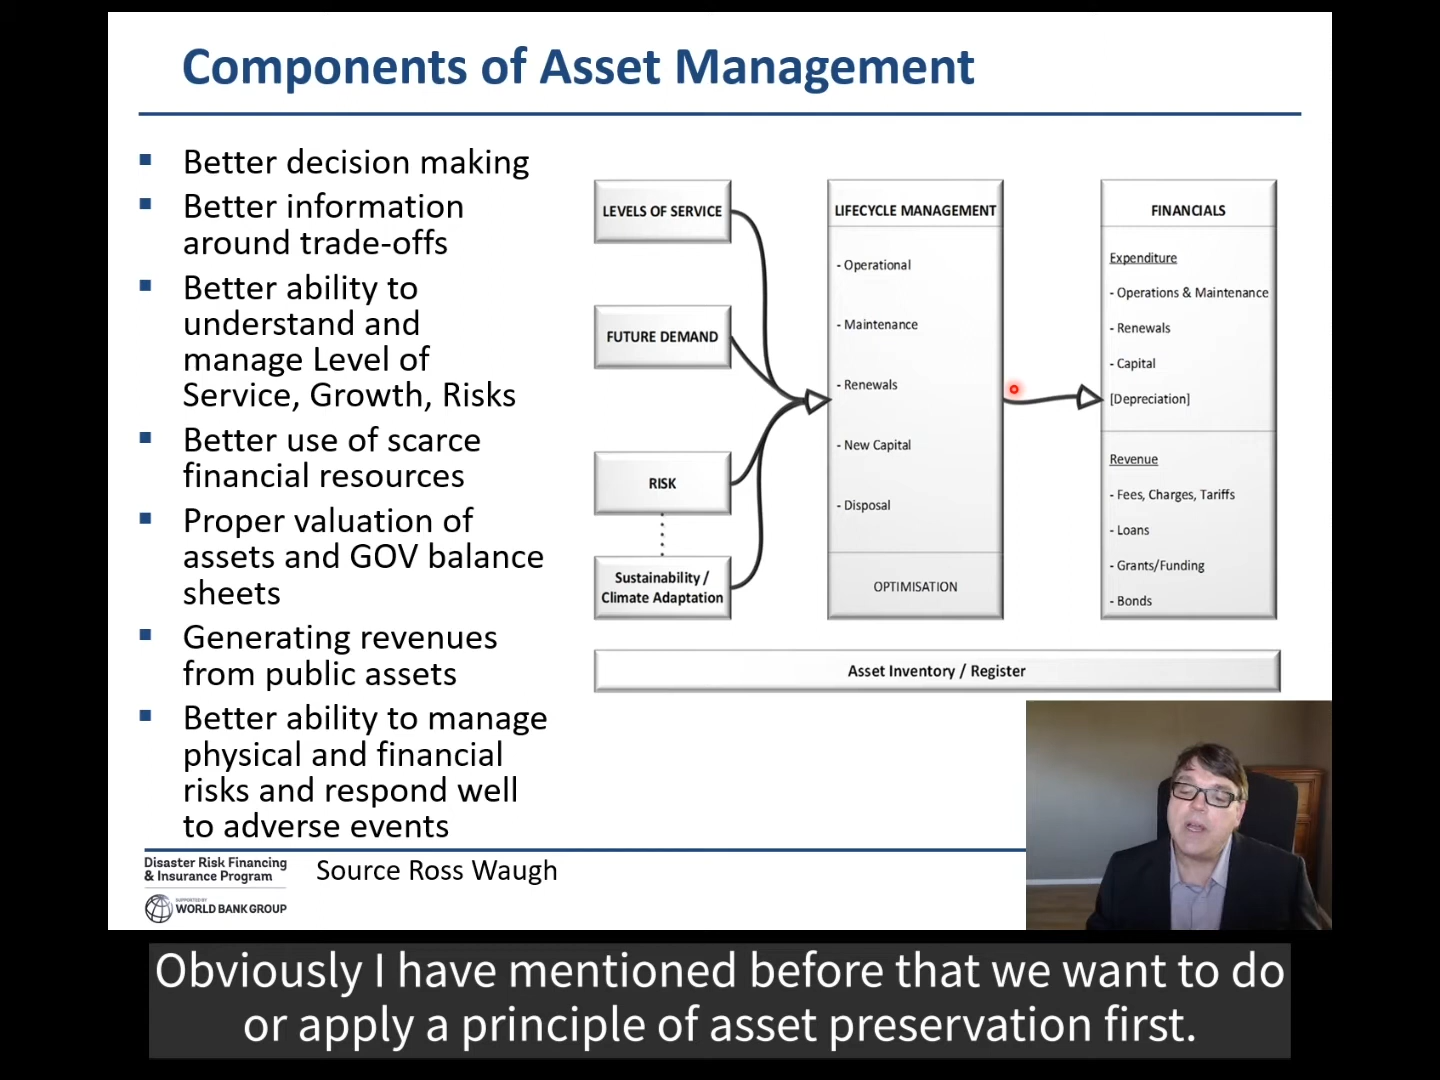 Components of Asset Management
Better decision making
Better information
around trade-offs
Better ability to
understand and
manage Level of
Service, Growth, Risks
Better use of scarce
financial resources
Proper valuation of
assets and GOV balance
sheets
Generating revenues
from public assets
Better ability to manage
physical and financial
risks and respond well
to adverse events
LEVELS OF SERVICE
FUTURE DEMAND
RISK
Sustainability /
Climate Adaptation
LIFECYCLE MANAGEMENT
- Operational
- Maintenance
- Renewals
- New Capital
- Disposal
OPTIMISATION
FINANCIALS
Expenditure
- Operations & Maintenance
- Renewals
- Capital
[Depreciation]
Revenue
- Fees, Charges, Tariffs
- Loans
- Grants/Funding
- Bonds
Asset Inventory / Register
Disaster Risk Financing
& Insurance Program
SUPPORTED BY
WORLD BANK GROUP
Source Ross Waugh
Obviously I have mentioned before that we want to do
or apply a principle of asset preservation first.